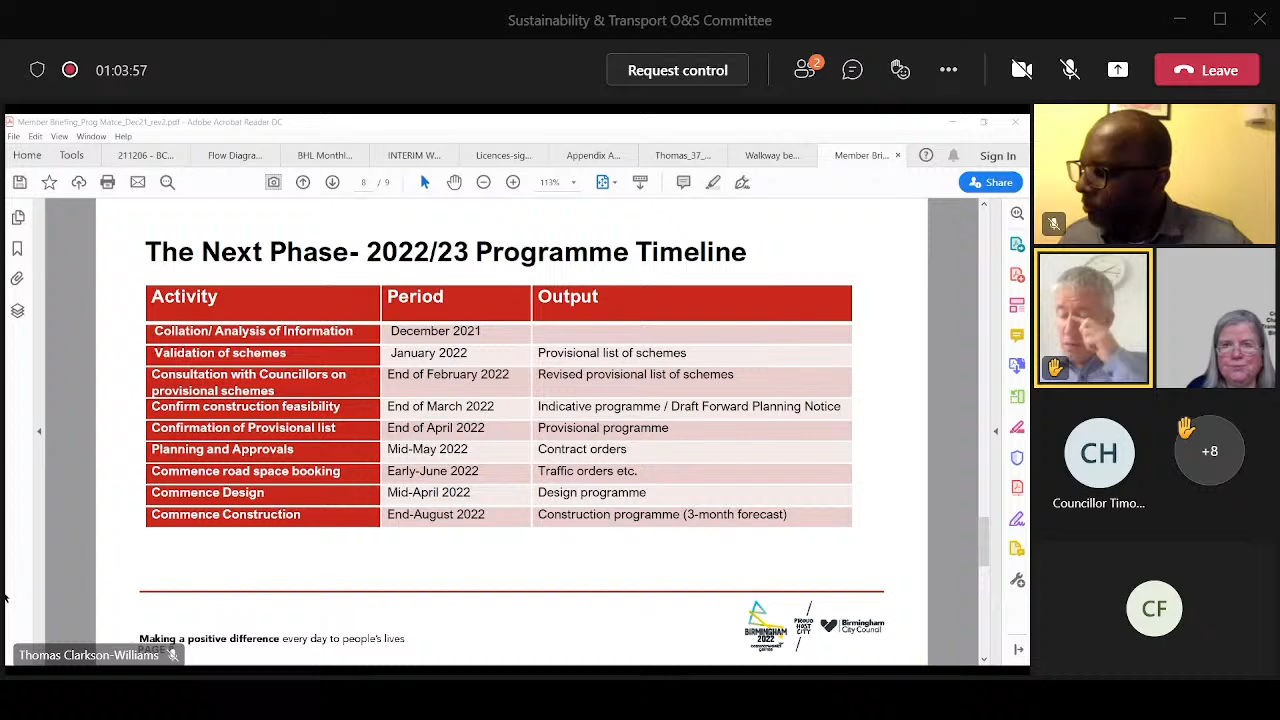 Sustainability & Transport O&S Committee
01:03:57
Request control
2
Leave
Member Briefing_Prog Matce_Dec21_rev2.pdf - Adobe Acrobat Reader DC
File Edit View Window Help
Home Tools 211206 - BC... Flow Diagra... BHL Monthl... INTERIM W... Licences-sig... Appendix A... Thomas_37_... Walkway be... Member Bri... Sign In
8 / 9 113% Share
The Next Phase- 2022/23 Programme Timeline
Activity Period Output
Collation/ Analysis of Information December 2021
Validation of schemes January 2022 Provisional list of schemes
Consultation with Councillors on End of February 2022 Revised provisional list of schemes
provisional schemes
Confirm construction feasibility End of March 2022 Indicative programme / Draft Forward Planning Notice
Confirmation of Provisional list End of April 2022 Provisional programme
Planning and Approvals Mid-May 2022 Contract orders
Commence road space booking Early-June 2022 Traffic orders etc.
Commence Design Mid-April 2022 Design programme
Commence Construction End-August 2022 Construction programme (3-month forecast)
CH
+8
Councillor Timo...
CF
BIRMINGHAM 2022 COMMONWEALTH GAMES
PROUD HOST CITY
Birmingham City Council
Making a positive difference every day to people's lives
PAGE
Thomas Clarkson-Williams